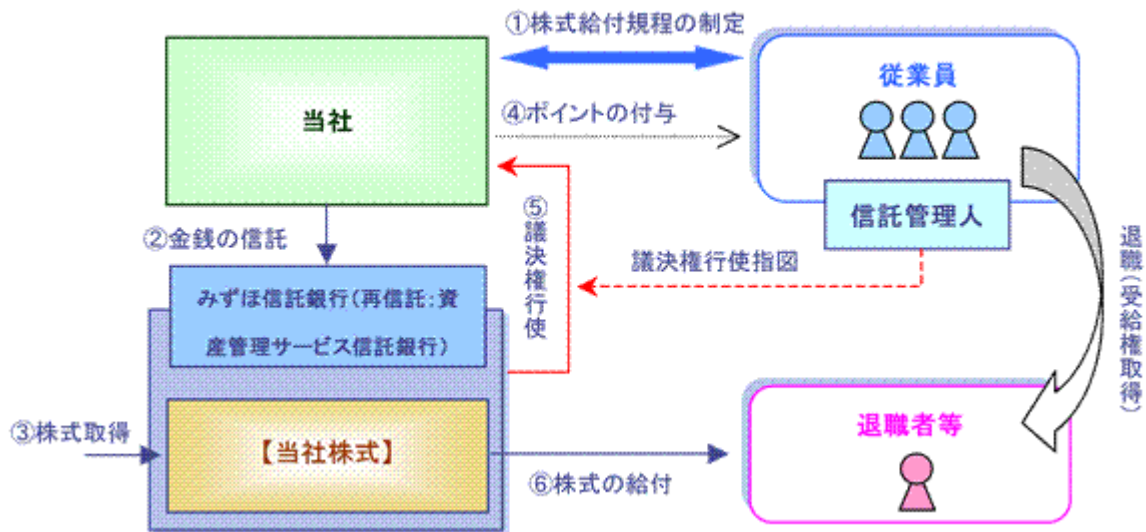 ①株式給付規程の制定
当社
従業員
④ポイントの付与
信託管理人
②金銭の信託
⑤議決権行使
議決権行使指図
退職(受給権取得)
みずほ信託銀行(再信託:資
産管理サービス信託銀行)
③株式取得
【当社株式】
退職者等
⑥株式の給付